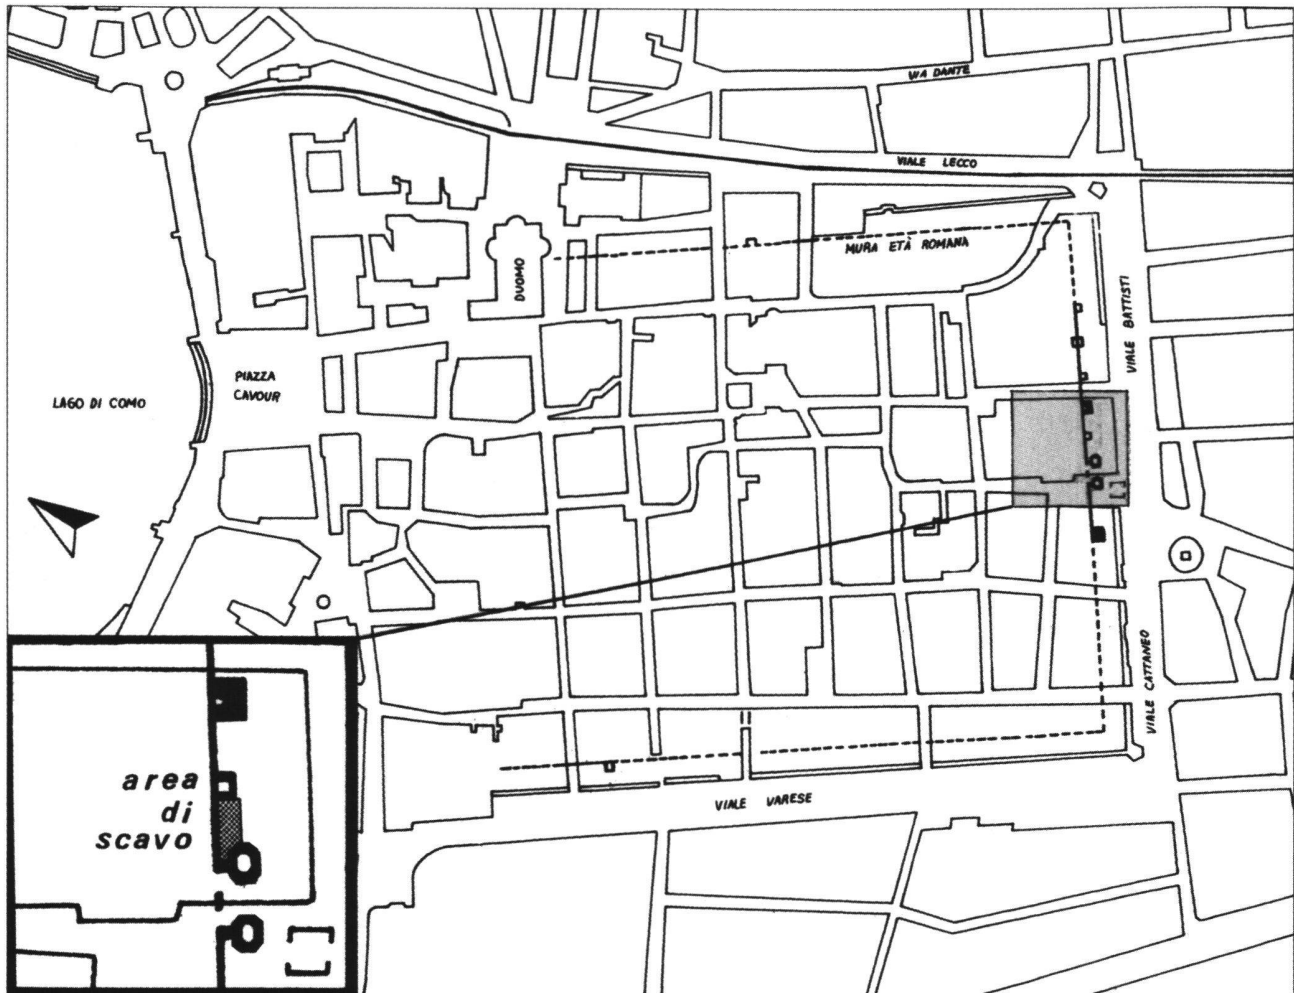 VIA DANTE
VIALE LECCO
MURA ETÀ ROMANA
DUOMO
VIALE BATTISTI
PIAZZA
CAVOUR
LAGO DI COMO
VIALE CATTANEO
VIALE VARESE
area
di
scavo